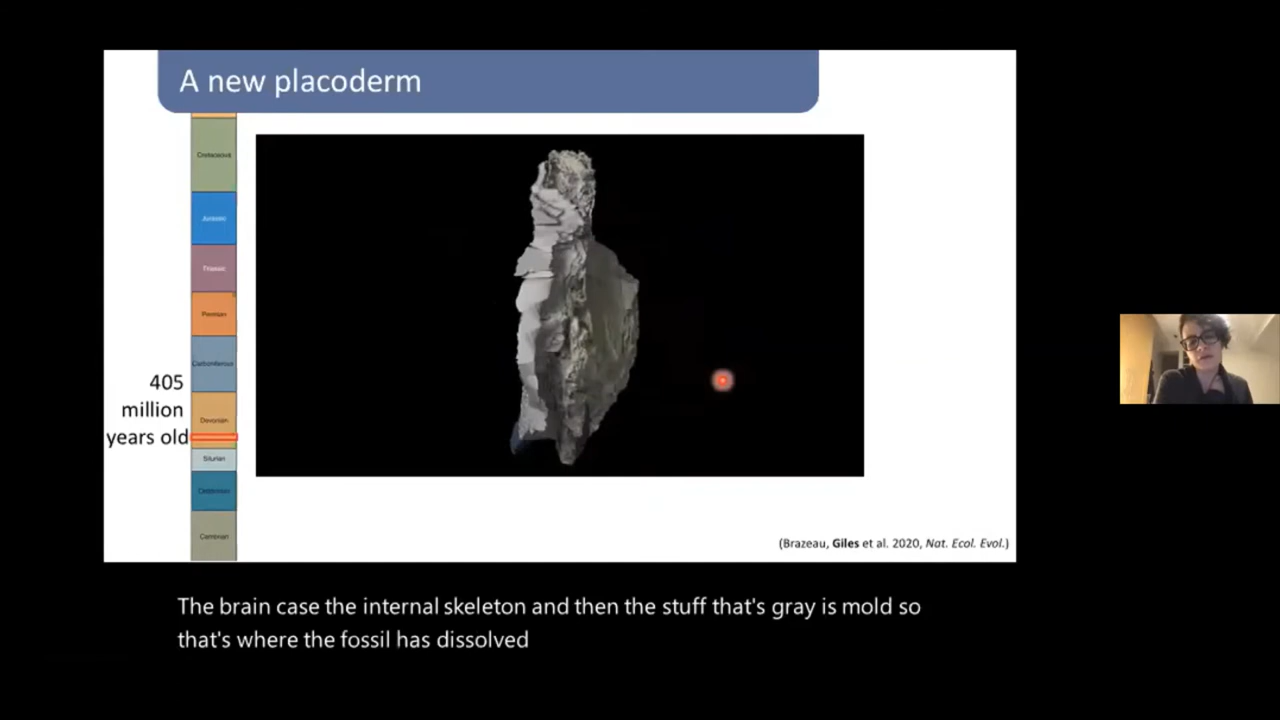 A new placoderm
Cretaceous
Jurassic
Triassic
Permian
Carboniferous
405
million
years old
Devonian
Silurian
Ordovician
Cambrian
(Brazeau, Giles et al. 2020, Nat. Ecol. Evol.)
The brain case the internal skeleton and then the stuff that's gray is mold so
that's where the fossil has dissolved